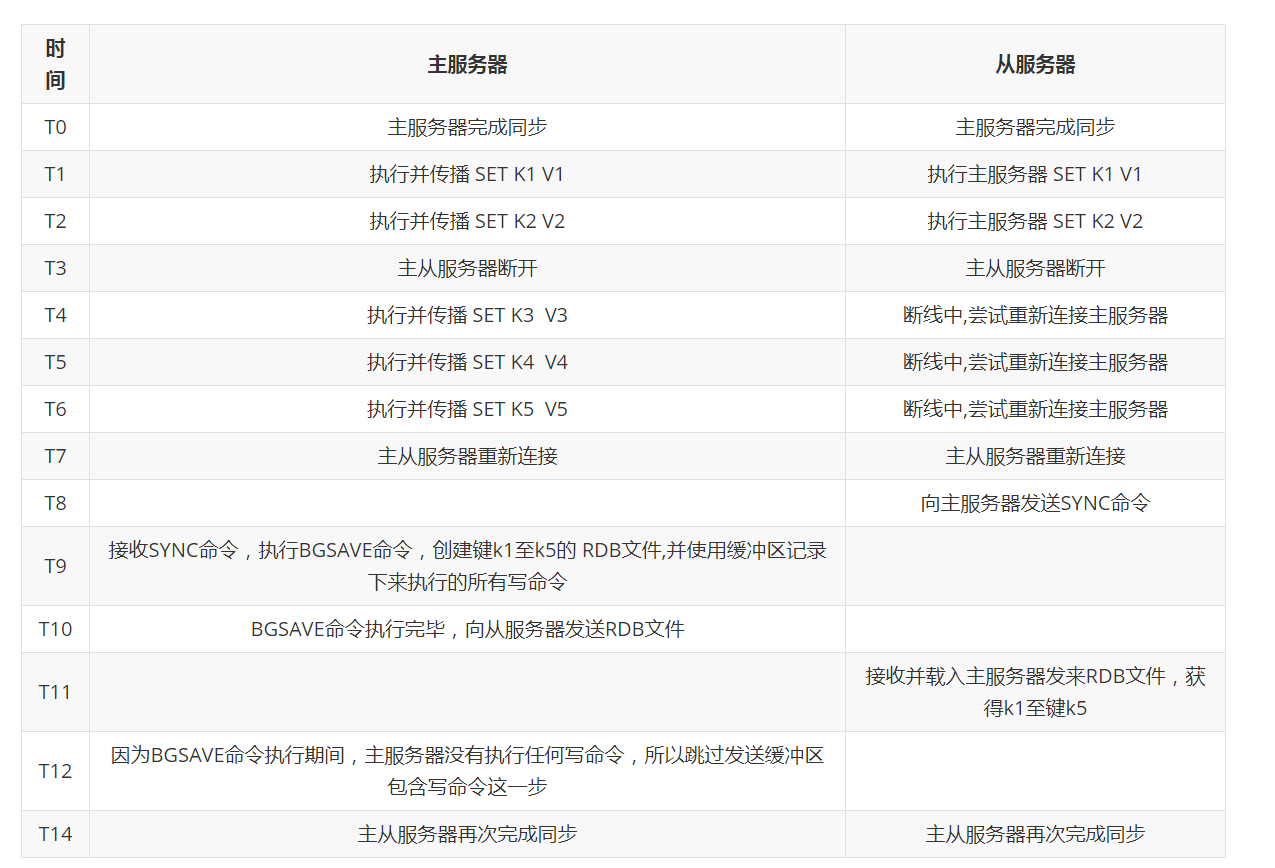 时
间
主服务器
从服务器
T0
主服务器完成同步
主服务器完成同步
T1
执行并传播 SET K1 V1
执行主服务器 SET K1 V1
T2
执行并传播 SET K2 V2
执行主服务器 SET K2 V2
T3
主从服务器断开
主从服务器断开
T4
执行并传播 SET K3 V3
断线中,尝试重新连接主服务器
T5
执行并传播 SET K4 V4
断线中,尝试重新连接主服务器
T6
执行并传播 SET K5 V5
断线中,尝试重新连接主服务器
T7
主从服务器重新连接
主从服务器重新连接
T8
向主服务器发送SYNC命令
T9
接收SYNC命令，执行BGSAVE命令，创建键k1至k5的 RDB文件,并使用缓冲区记录
下来执行的所有写命令
T10
BGSAVE命令执行完毕，向从服务器发送RDB文件
T11
接收并载入主服务器发来RDB文件，获
得k1至键k5
T12
因为BGSAVE命令执行期间，主服务器没有执行任何写命令，所以跳过发送缓冲区
包含写命令这一步
T14
主从服务器再次完成同步
主从服务器再次完成同步